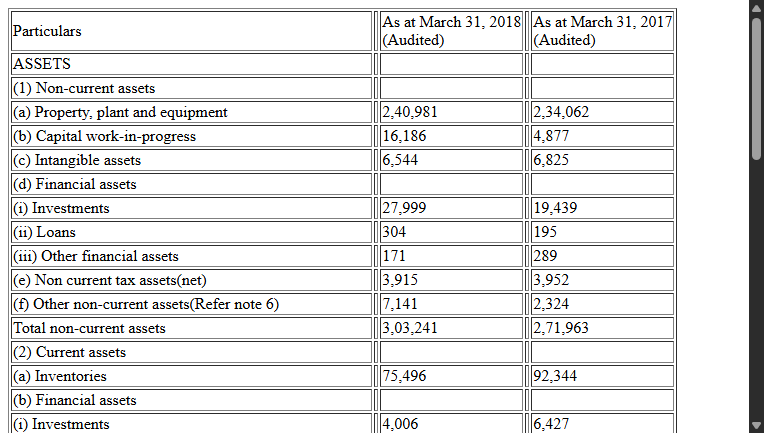 Particulars As at March 31, 2018 (Audited) As at March 31, 2017 (Audited)
ASSETS
(1) Non-current assets
(a) Property, plant and equipment 2,40,981 2,34,062
(b) Capital work-in-progress 16,186 4,877
(c) Intangible assets 6,544 6,825
(d) Financial assets
(i) Investments 27,999 19,439
(ii) Loans 304 195
(iii) Other financial assets 171 289
(e) Non current tax assets(net) 3,915 3,952
(f) Other non-current assets(Refer note 6) 7,141 2,324
Total non-current assets 3,03,241 2,71,963
(2) Current assets
(a) Inventories 75,496 92,344
(b) Financial assets
(i) Investments 4,006 6,427